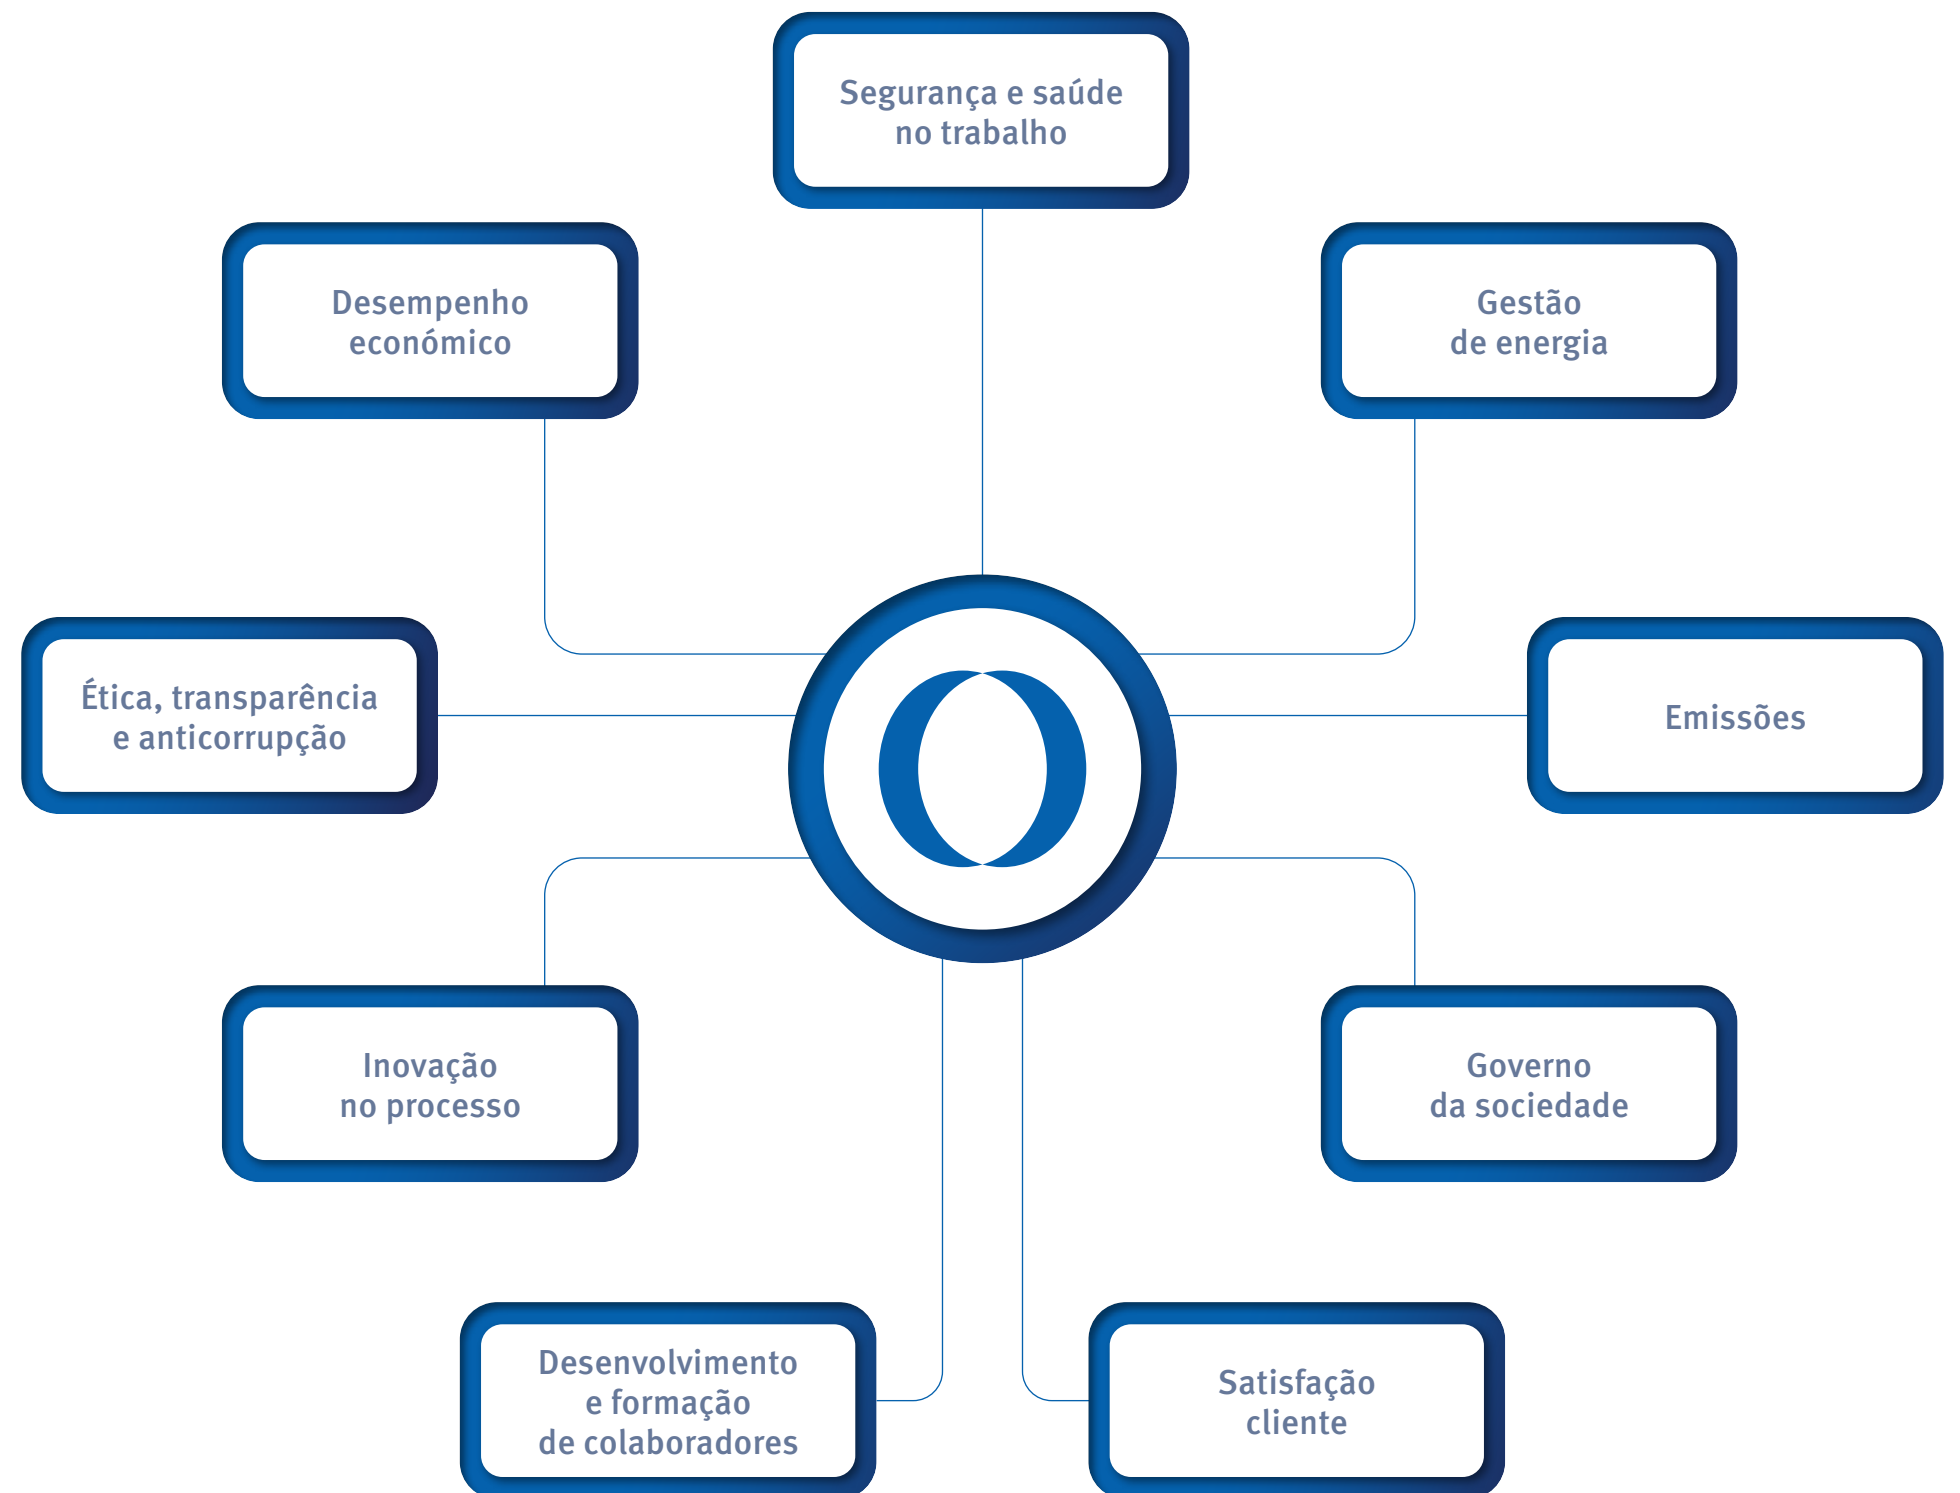 Segurança e saúde
no trabalho
Desempenho
económico
Gestão
de energia
Ética, transparência
e anticorrupção
Emissões
Inovação
no processo
Governo
da sociedade
Desenvolvimento
e formação
de colaboradores
Satisfação
cliente